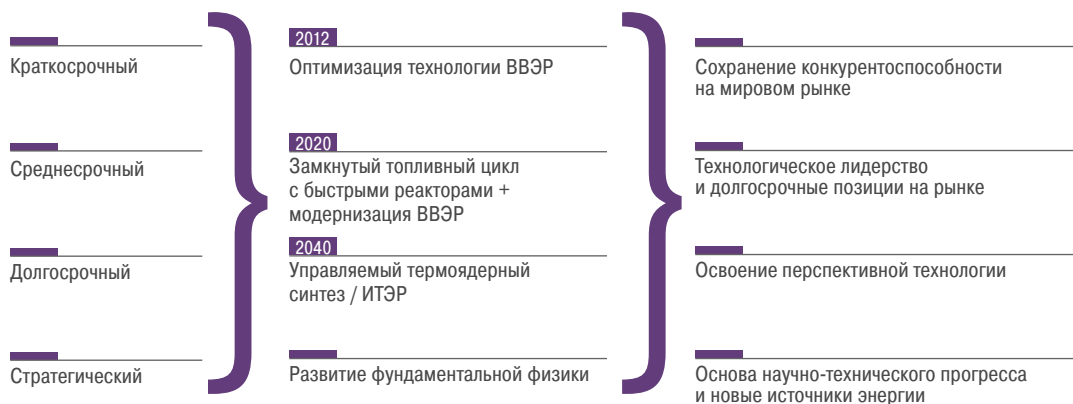 Краткосрочный
Среднесрочный
Долгосрочный
Стратегический
2012
Оптимизация технологии ВВЭР
2020
Замкнутый топливный цикл
с быстрыми реакторами +
модернизация ВВЭР
2040
Управляемый термоядерный
синтез / ИТЭР
Развитие фундаментальной физики
Сохранение конкурентоспособности
на мировом рынке
Технологическое лидерство
и долгосрочные позиции на рынке
Освоение перспективной технологии
Основа научно-технического прогресса
и новые источники энергии